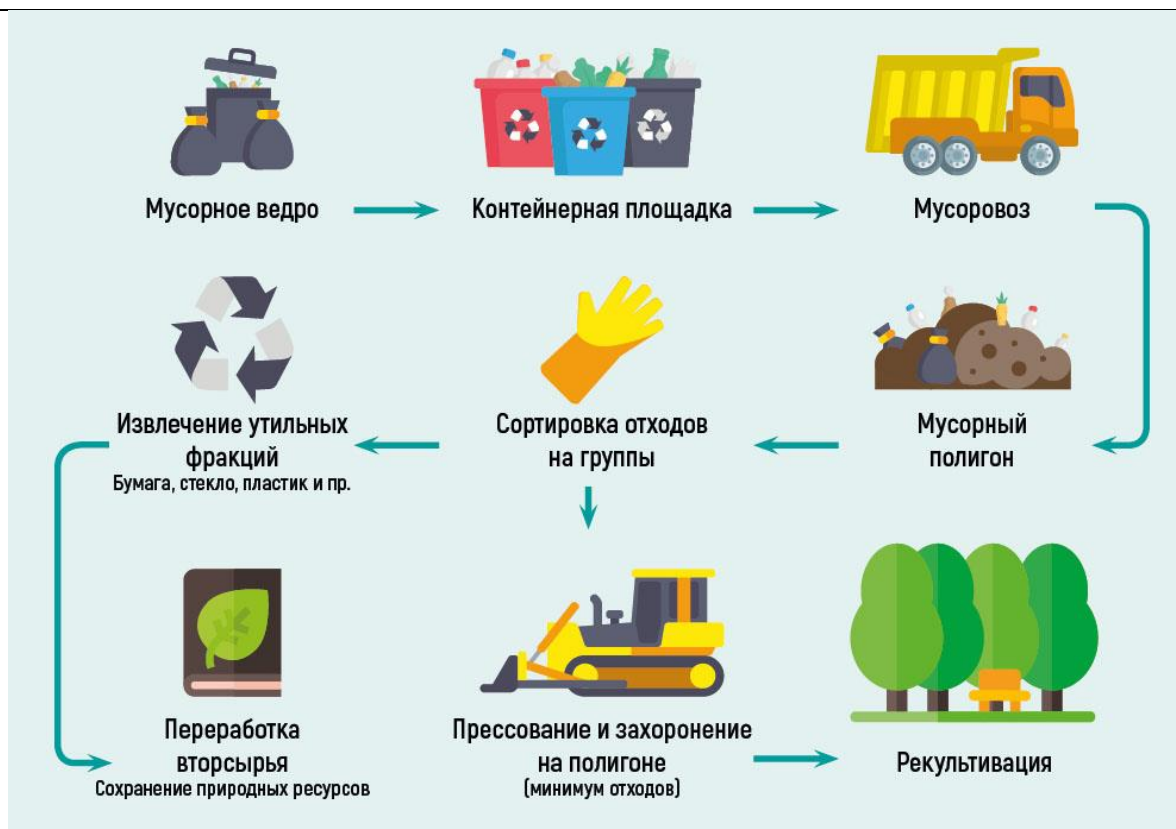 Мусорное ведро
Контейнерная площадка
Мусоровоз
Извлечение утильных
фракций
Бумага, стекло, пластик и пр.
Сортировка отходов
на группы
Мусорный
полигон
Переработка
вторсырья
Сохранение природных ресурсов
Прессование и захоронение
на полигоне
(минимум отходов)
Рекультивация